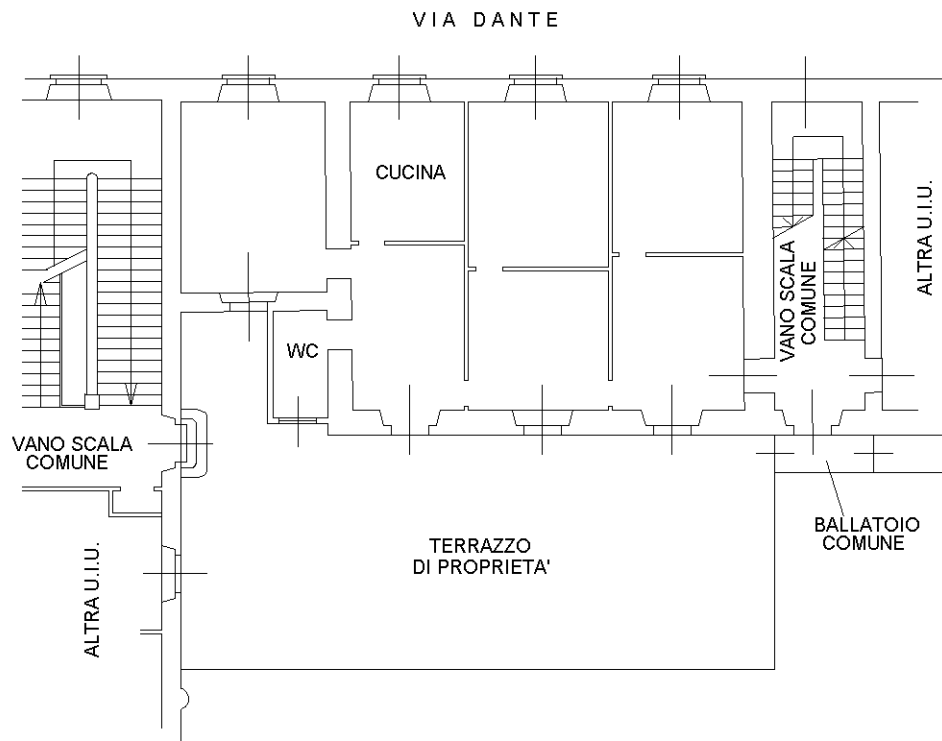 VIA DANTE
CUCINA
ALTRA U.I.U.
VANO SCALA
COMUNE
WC
VANO SCALA
COMUNE
BALLATOIO
COMUNE
TERRAZZO
DI PROPRIETA'
ALTRA U.I.U.